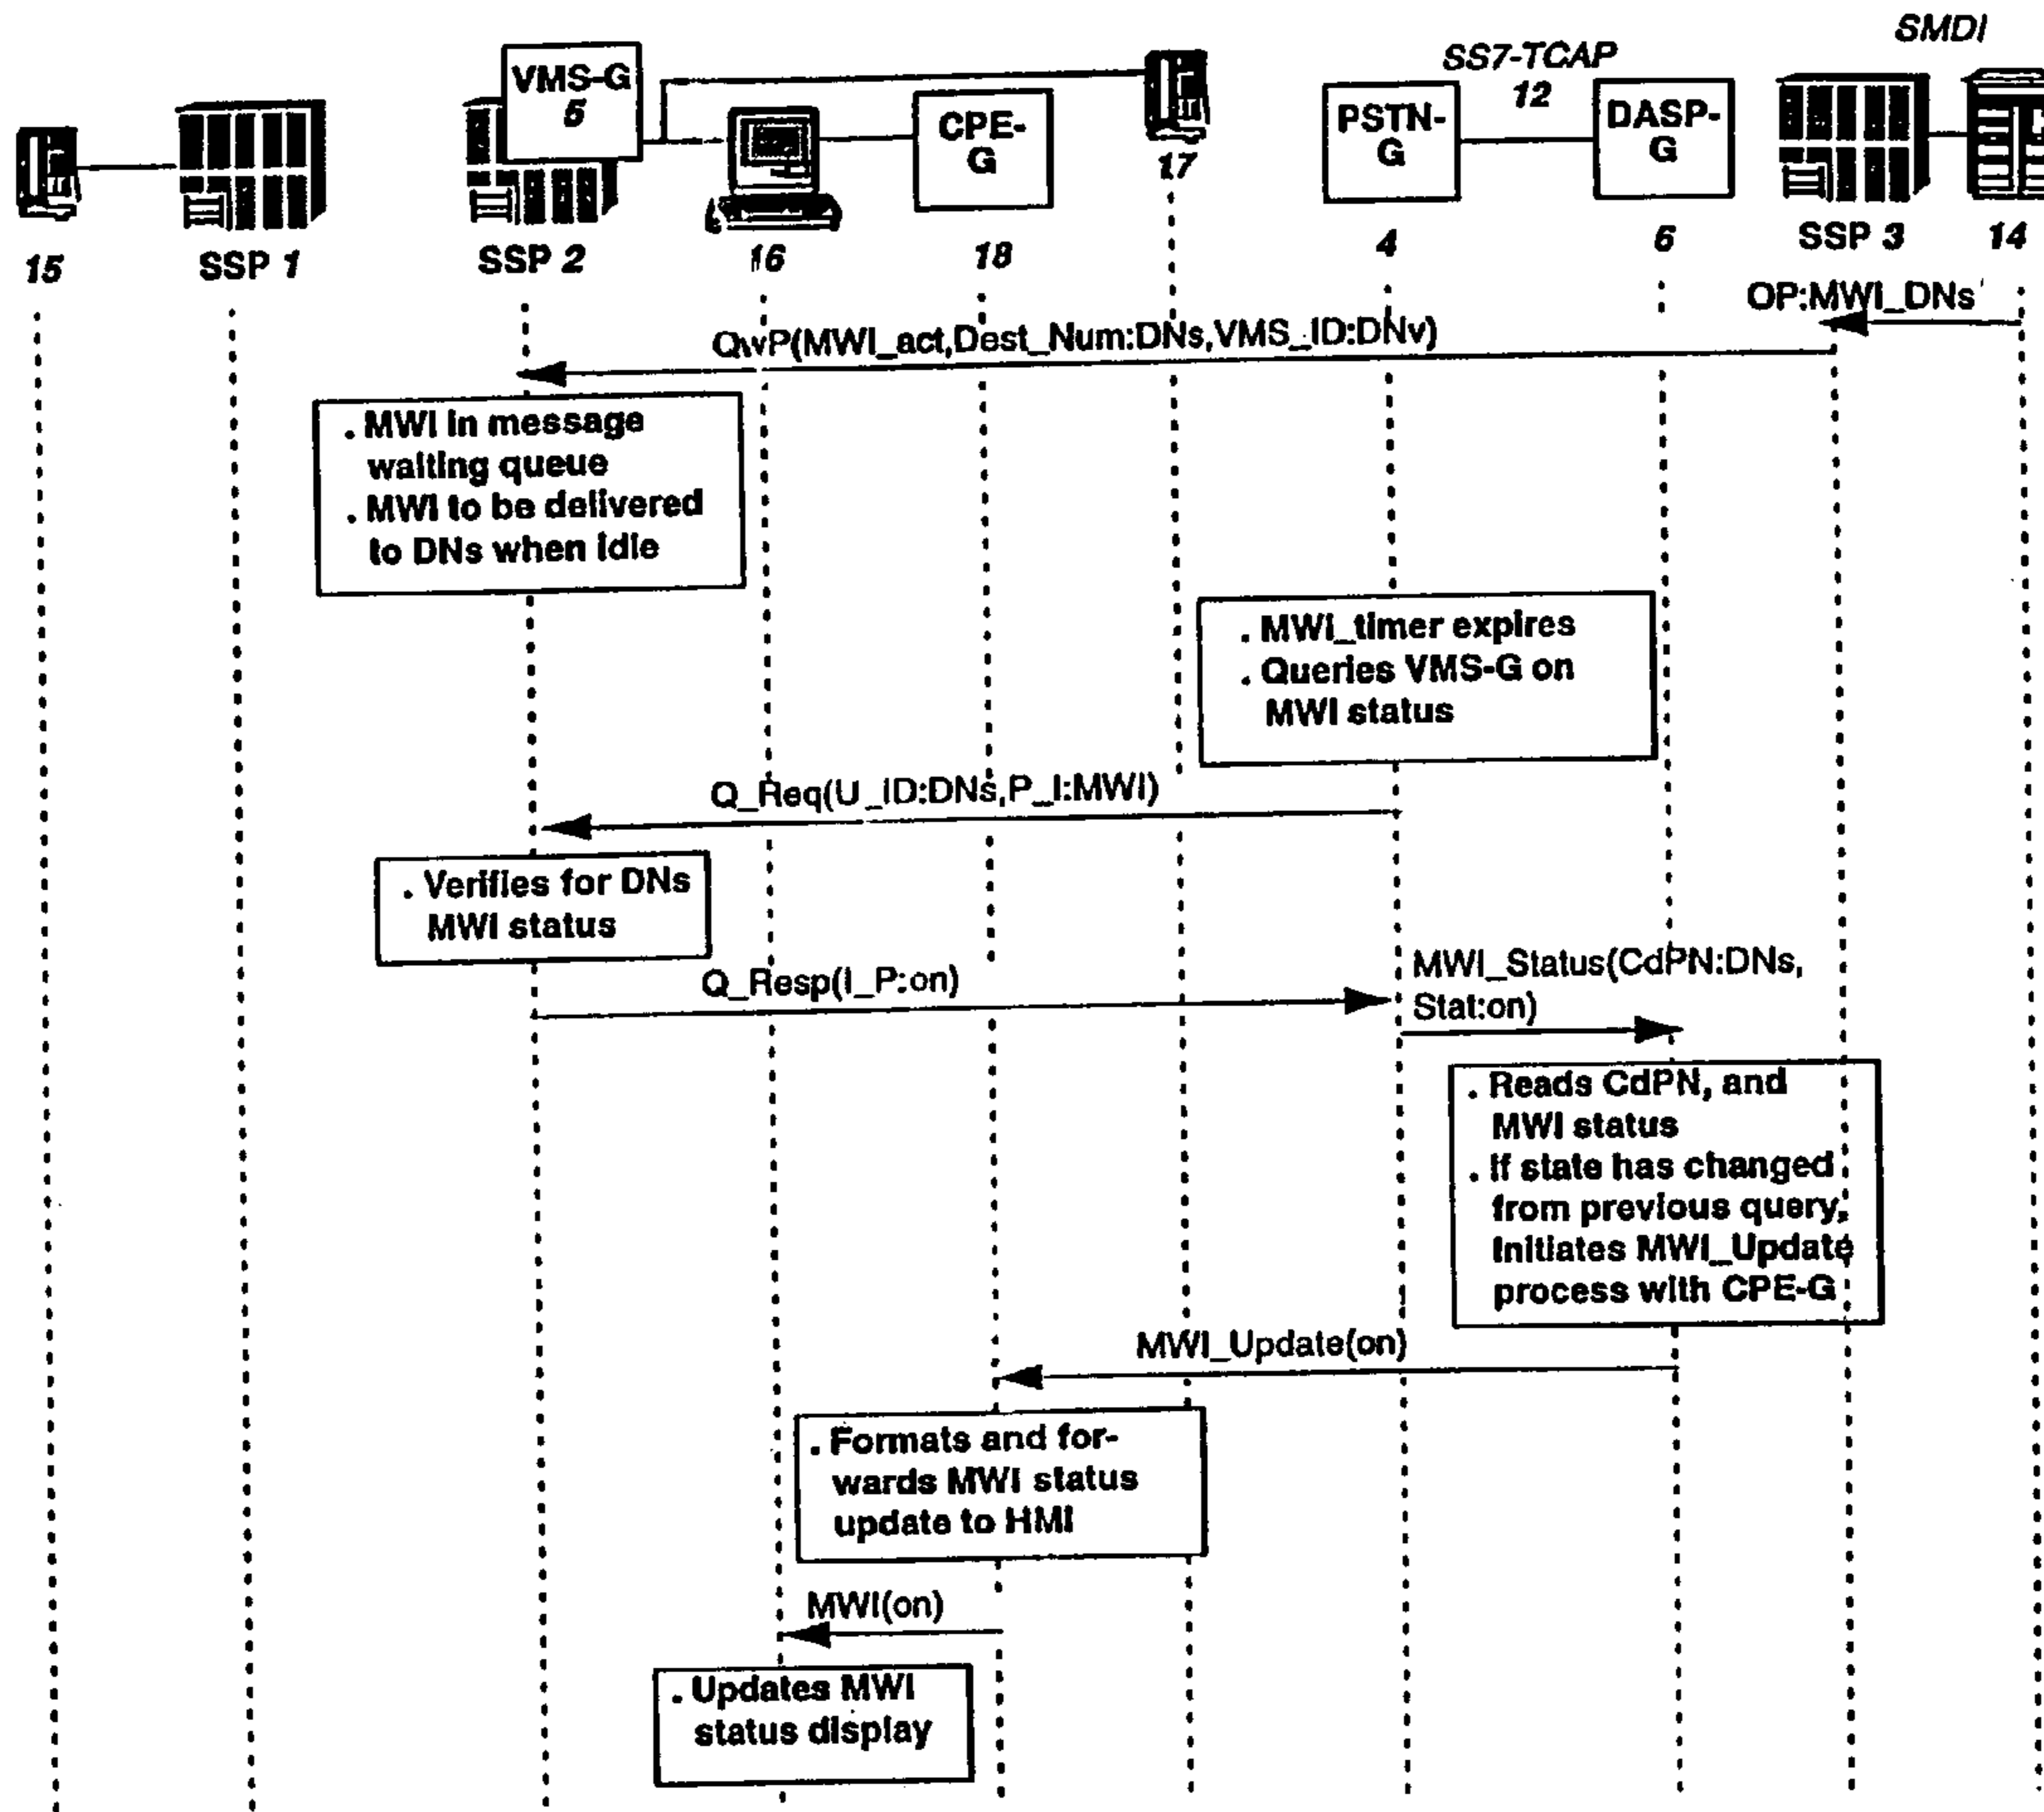 SMDI
SS7-TCAP
12
VMS-G
5
CPE-
G
17
PSTN-
G
DASP-
G
15
SSP 1
SSP 2
16
18
4
6
SSP 3
14
OP:MWI_DNs
QwP(MWI_act,Dest_Num:DNs,VMS_ID:DNv)
. MWI in message
waiting queue
. MWI to be delivered
to DNs when idle
. MWI_timer expires
. Queries VMS-G on
MWI status
Q_Req(U_ID:DNs,P_I:MWI)
. Verifies for DNs
MWI status
Q_Resp(I_P:on)
MWI_Status(CdPN:DNs,
Stat:on)
. Reads CdPN, and
MWI status
. If state has changed
from previous query,
Initiates MWI_Update
process with CPE-G
MWI_Update(on)
. Formats and for-
wards MWI status
update to HMI
MWI(on)
. Updates MWI
status display